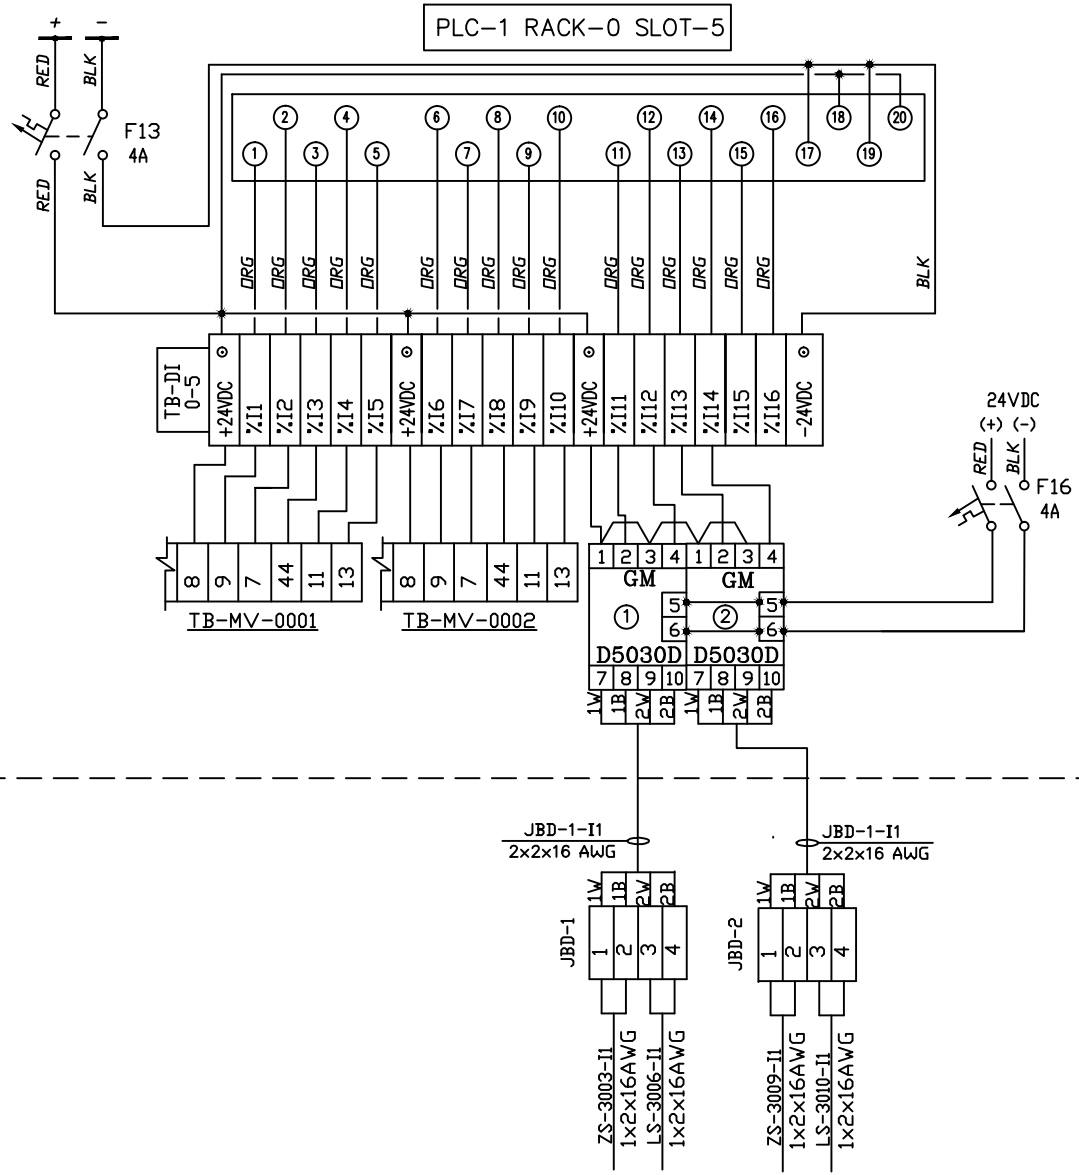 PLC-1 RACK-0 SLOT-5
+ -
RED BLK
F13
4A
RED BLK
2 4 6 8 10 12 14 16 18 20
1 3 5 7 9 11 13 15 17 19
ORG ORG ORG ORG ORG ORG ORG ORG ORG ORG ORG ORG ORG ORG ORG ORG BLK
TB-DI
0-5
+24VDC %I1 %I2 %I3 %I4 %I5 +24VDC %I6 %I7 %I8 %I9 %I10 +24VDC %I11 %I12 %I13 %I14 %I15 %I16 -24VDC
24VDC
(+) (-)
RED BLK
F16
4A
8 9 7 44 11 13
TB-MV-0001
8 9 7 44 11 13
TB-MV-0002
1 2 3 4 1 2 3 4
GM GM
5 5
1 2
6 6
D5030D D5030D
7 8 9 10 7 8 9 10
1W 1B 2W 2B 1W 1B 2W 2B
JBD-1-I1
2x2x16 AWG
JBD-1-I1
2x2x16 AWG
1W 1B 2W 2B
JBD-1
1 2 3 4
1W 1B 2W 2B
JBD-2
1 2 3 4
ZS-3003-I1
1x2x16AWG
LS-3006-I1
1x2x16AWG
ZS-3009-I1
1x2x16AWG
LS-3010-I1
1x2x16AWG